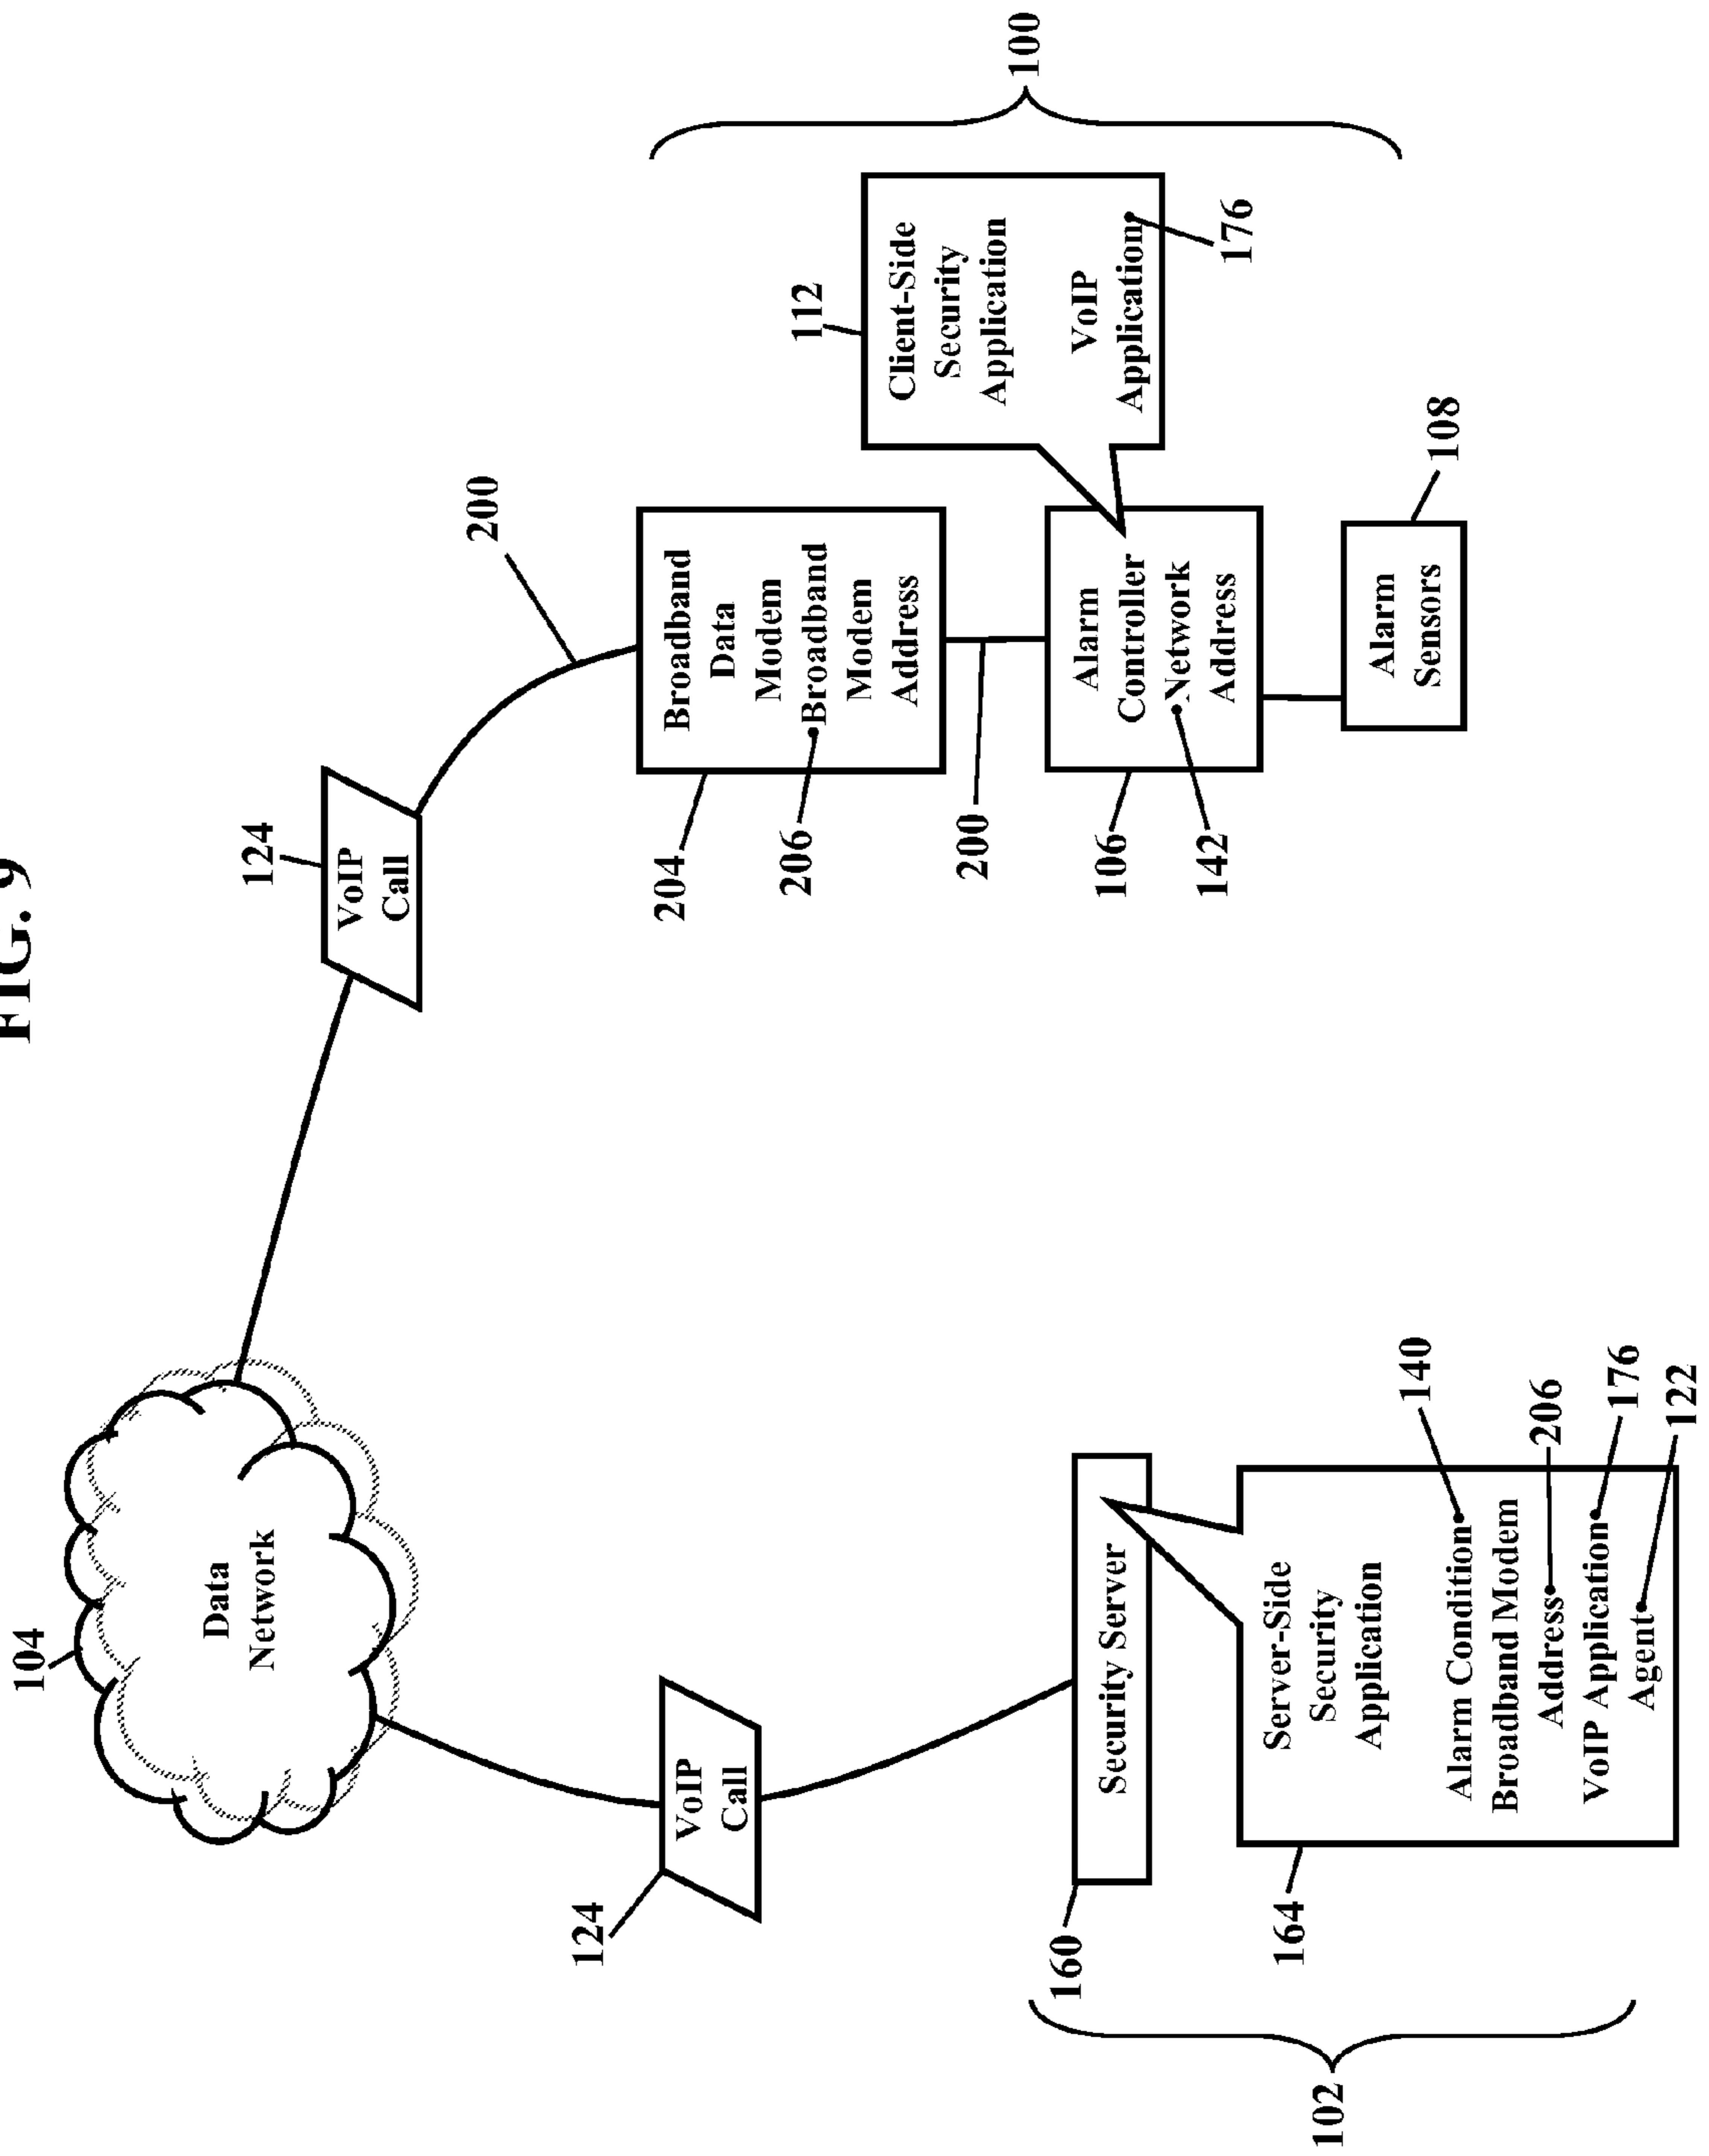 FIG. 9
104
Data
Network
124
VoIP
Call
200
124
VoIP
Call
204
Broadband
Data
Modem
206
Broadband
Modem
Address
200
106
Alarm
Controller
142
Network
Address
112
Client-Side
Security
Application
VoIP
Application
176
100
Alarm
Sensors
108
160
Security Server
164
Server-Side
Security
Application
Alarm Condition
140
Broadband Modem
Address
206
VoIP Application
176
Agent
122
102